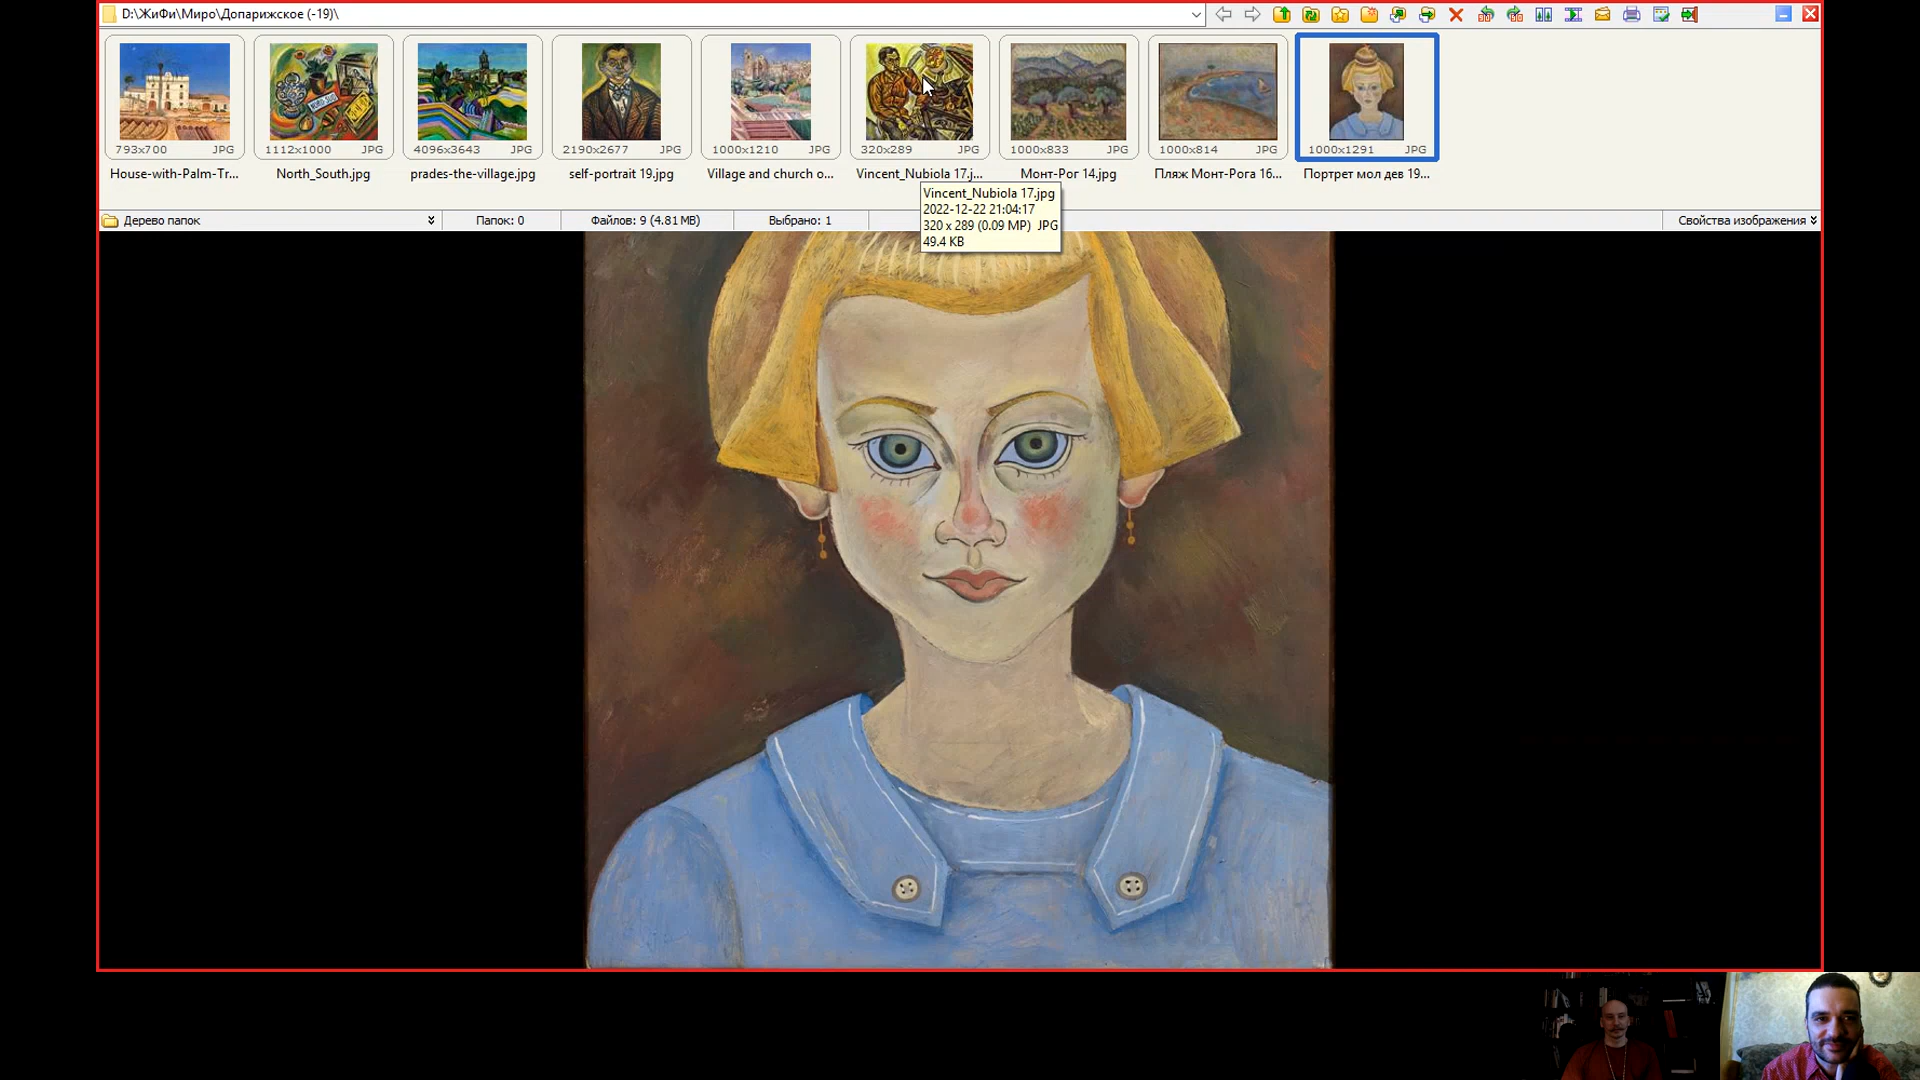 D:\ЖиФи\Миро\Допарижское (-19)\
793x700 JPG
1112x1000 JPG
4096x3643 JPG
2190x2677 JPG
1000x1210 JPG
320x289 JPG
1000x833 JPG
1000x814 JPG
1000x1291 JPG
House-with-Palm-Tr...
North_South.jpg
prades-the-village.jpg
self-portrait 19.jpg
Village and church o...
Vincent_Nubiola 17.j...
Монт-Рог 14.jpg
Пляж Монт-Рога 16...
Портрет мол дев 19...
Vincent_Nubiola 17.jpg
2022-12-22 21:04:17
320 x 289 (0.09 MP) JPG
49.4 KB
Дерево папок
Папок: 0
Файлов: 9 (4.81 MB)
Выбрано: 1
Свойства изображения